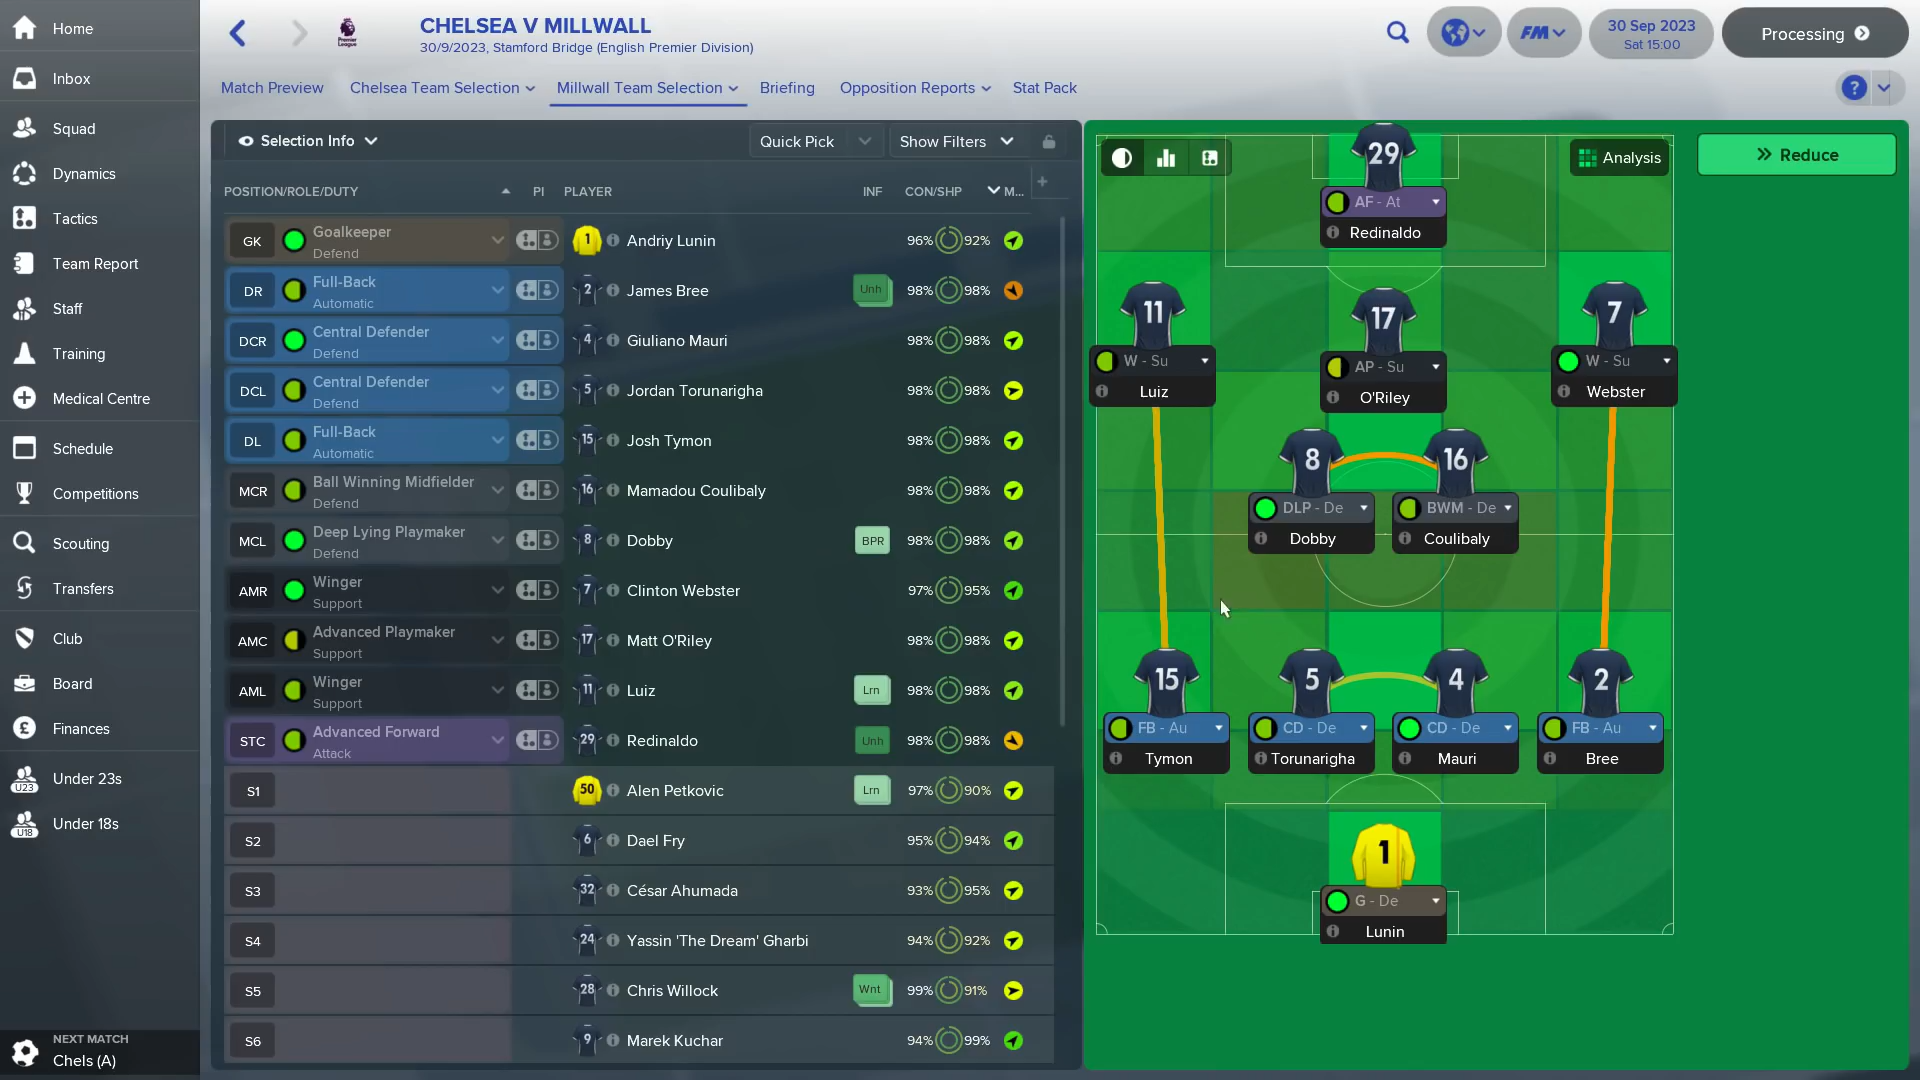 Home
Inbox
Squad
Dynamics
Tactics
Team Report
Staff
Training
Medical Centre
Schedule
Competitions
Scouting
Transfers
Club
Board
Finances
U23
Under 23s
U18
Under 18s
NEXT MATCH
Chels (A)
Premier League
CHELSEA V MILLWALL
30/9/2023, Stamford Bridge (English Premier Division)
FM
30 Sep 2023
Sat 15:00
Processing
Match Preview
Chelsea Team Selection
Millwall Team Selection
Briefing
Opposition Reports
Stat Pack
?
Selection Info
Quick Pick
Show Filters
POSITION/ROLE/DUTY PI PLAYER INF CON/SHP M...
+
GK Goalkeeper Defend 1 Andriy Lunin 96% 92%
DR Full-Back Automatic 2 James Bree Unh 98% 98%
DCR Central Defender Defend 4 Giuliano Mauri 98% 98%
DCL Central Defender Defend 5 Jordan Torunarigha 98% 98%
DL Full-Back Automatic 15 Josh Tymon 98% 98%
MCR Ball Winning Midfielder Defend 16 Mamadou Coulibaly 98% 98%
MCL Deep Lying Playmaker Defend 8 Dobby BPR 98% 98%
AMR Winger Support 7 Clinton Webster 97% 95%
AMC Advanced Playmaker Support 17 Matt O'Riley 98% 98%
AML Winger Support 11 Luiz Lrn 98% 98%
STC Advanced Forward Attack 29 Redinaldo Unh 98% 98%
S1 50 Alen Petkovic Lrn 97% 90%
S2 6 Dael Fry 95% 94%
S3 32 César Ahumada 93% 95%
S4 24 Yassin 'The Dream' Gharbi 94% 92%
S5 28 Chris Willock Wnt 99% 91%
S6 9 Marek Kuchar 94% 99%
Analysis
Reduce
29
AF - At
Redinaldo
11
W - Su
Luiz
17
AP - Su
O'Riley
7
W - Su
Webster
8
DLP - De
Dobby
16
BWM - De
Coulibaly
15
FB - Au
Tymon
5
CD - De
Torunarigha
4
CD - De
Mauri
2
FB - Au
Bree
1
G - De
Lunin